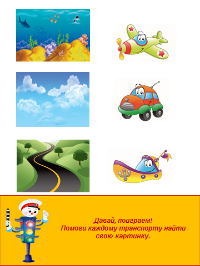 Давай, поиграем!
Помоги каждому транспорту найти
свою картинку.